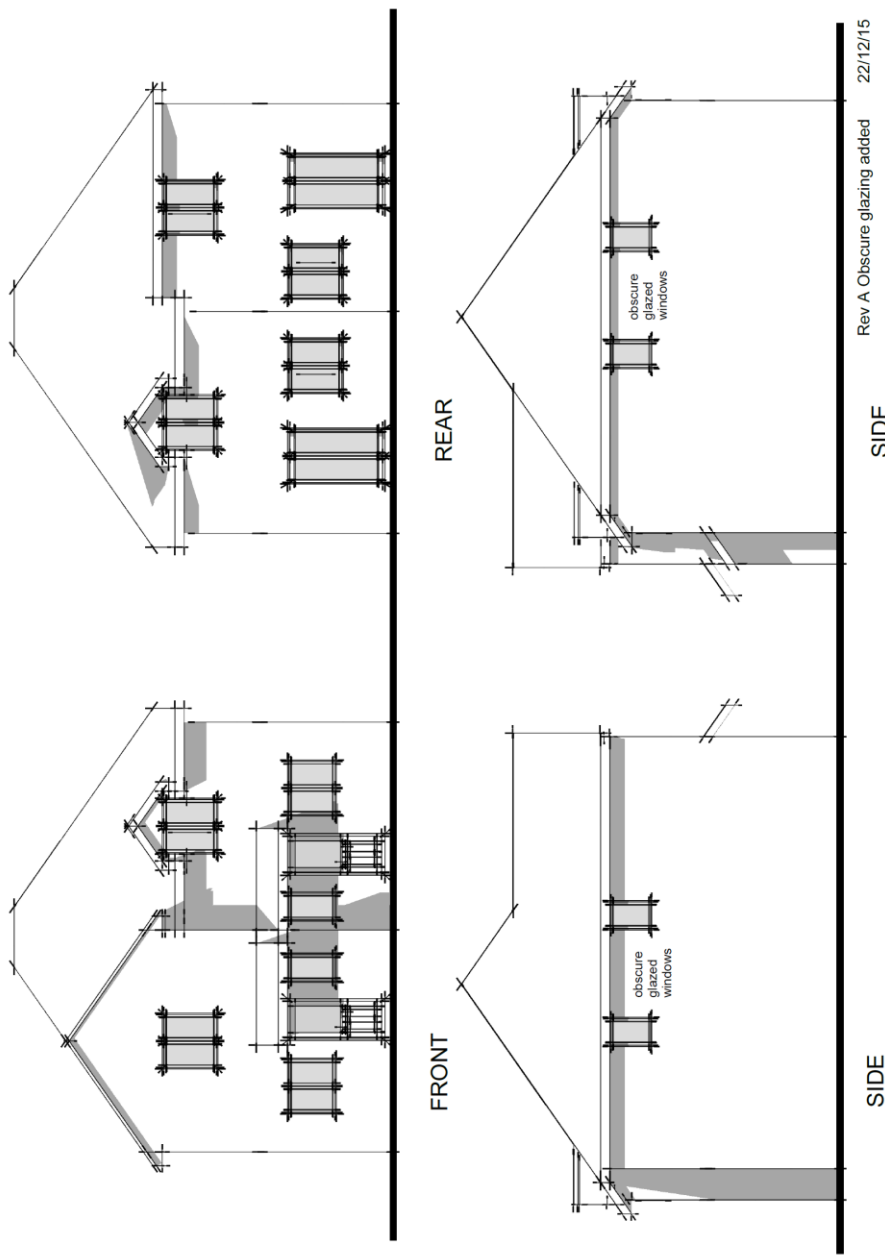 FRONT
REAR
obscure
glazed
windows
SIDE
obscure
glazed
windows
SIDE
Rev A Obscure glazing added 22/12/15